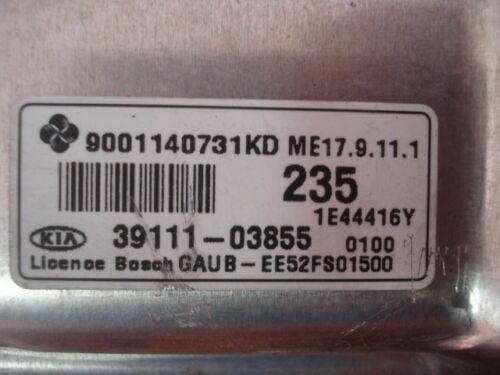 9001140731KD ME17.9.11.1
235
1E44416Y
KIA 39111-03855 0100
Licence Bosch GAUB-EE52FS01500